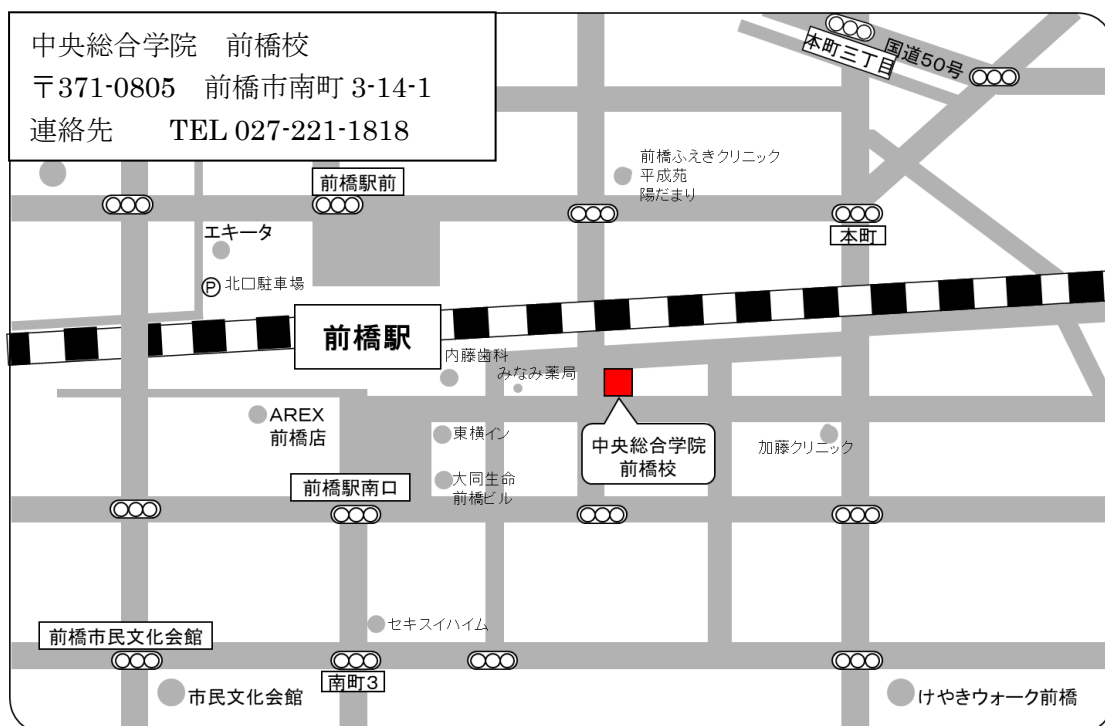 中央総合学院　前橋校
〒371-0805　前橋市南町 3-14-1
連絡先　　TEL 027-221-1818
国道50号
本町三丁目
前橋ふえきクリニック
平成苑
陽だまり
前橋駅前
エキータ
本町
P 北口駐車場
前橋駅
内藤歯科
みなみ薬局
AREX
前橋店
東横イン
中央総合学院
前橋校
加藤クリニック
大同生命
前橋ビル
前橋駅南口
セキスイハイム
前橋市民文化会館
南町3
市民文化会館
けやきウォーク前橋